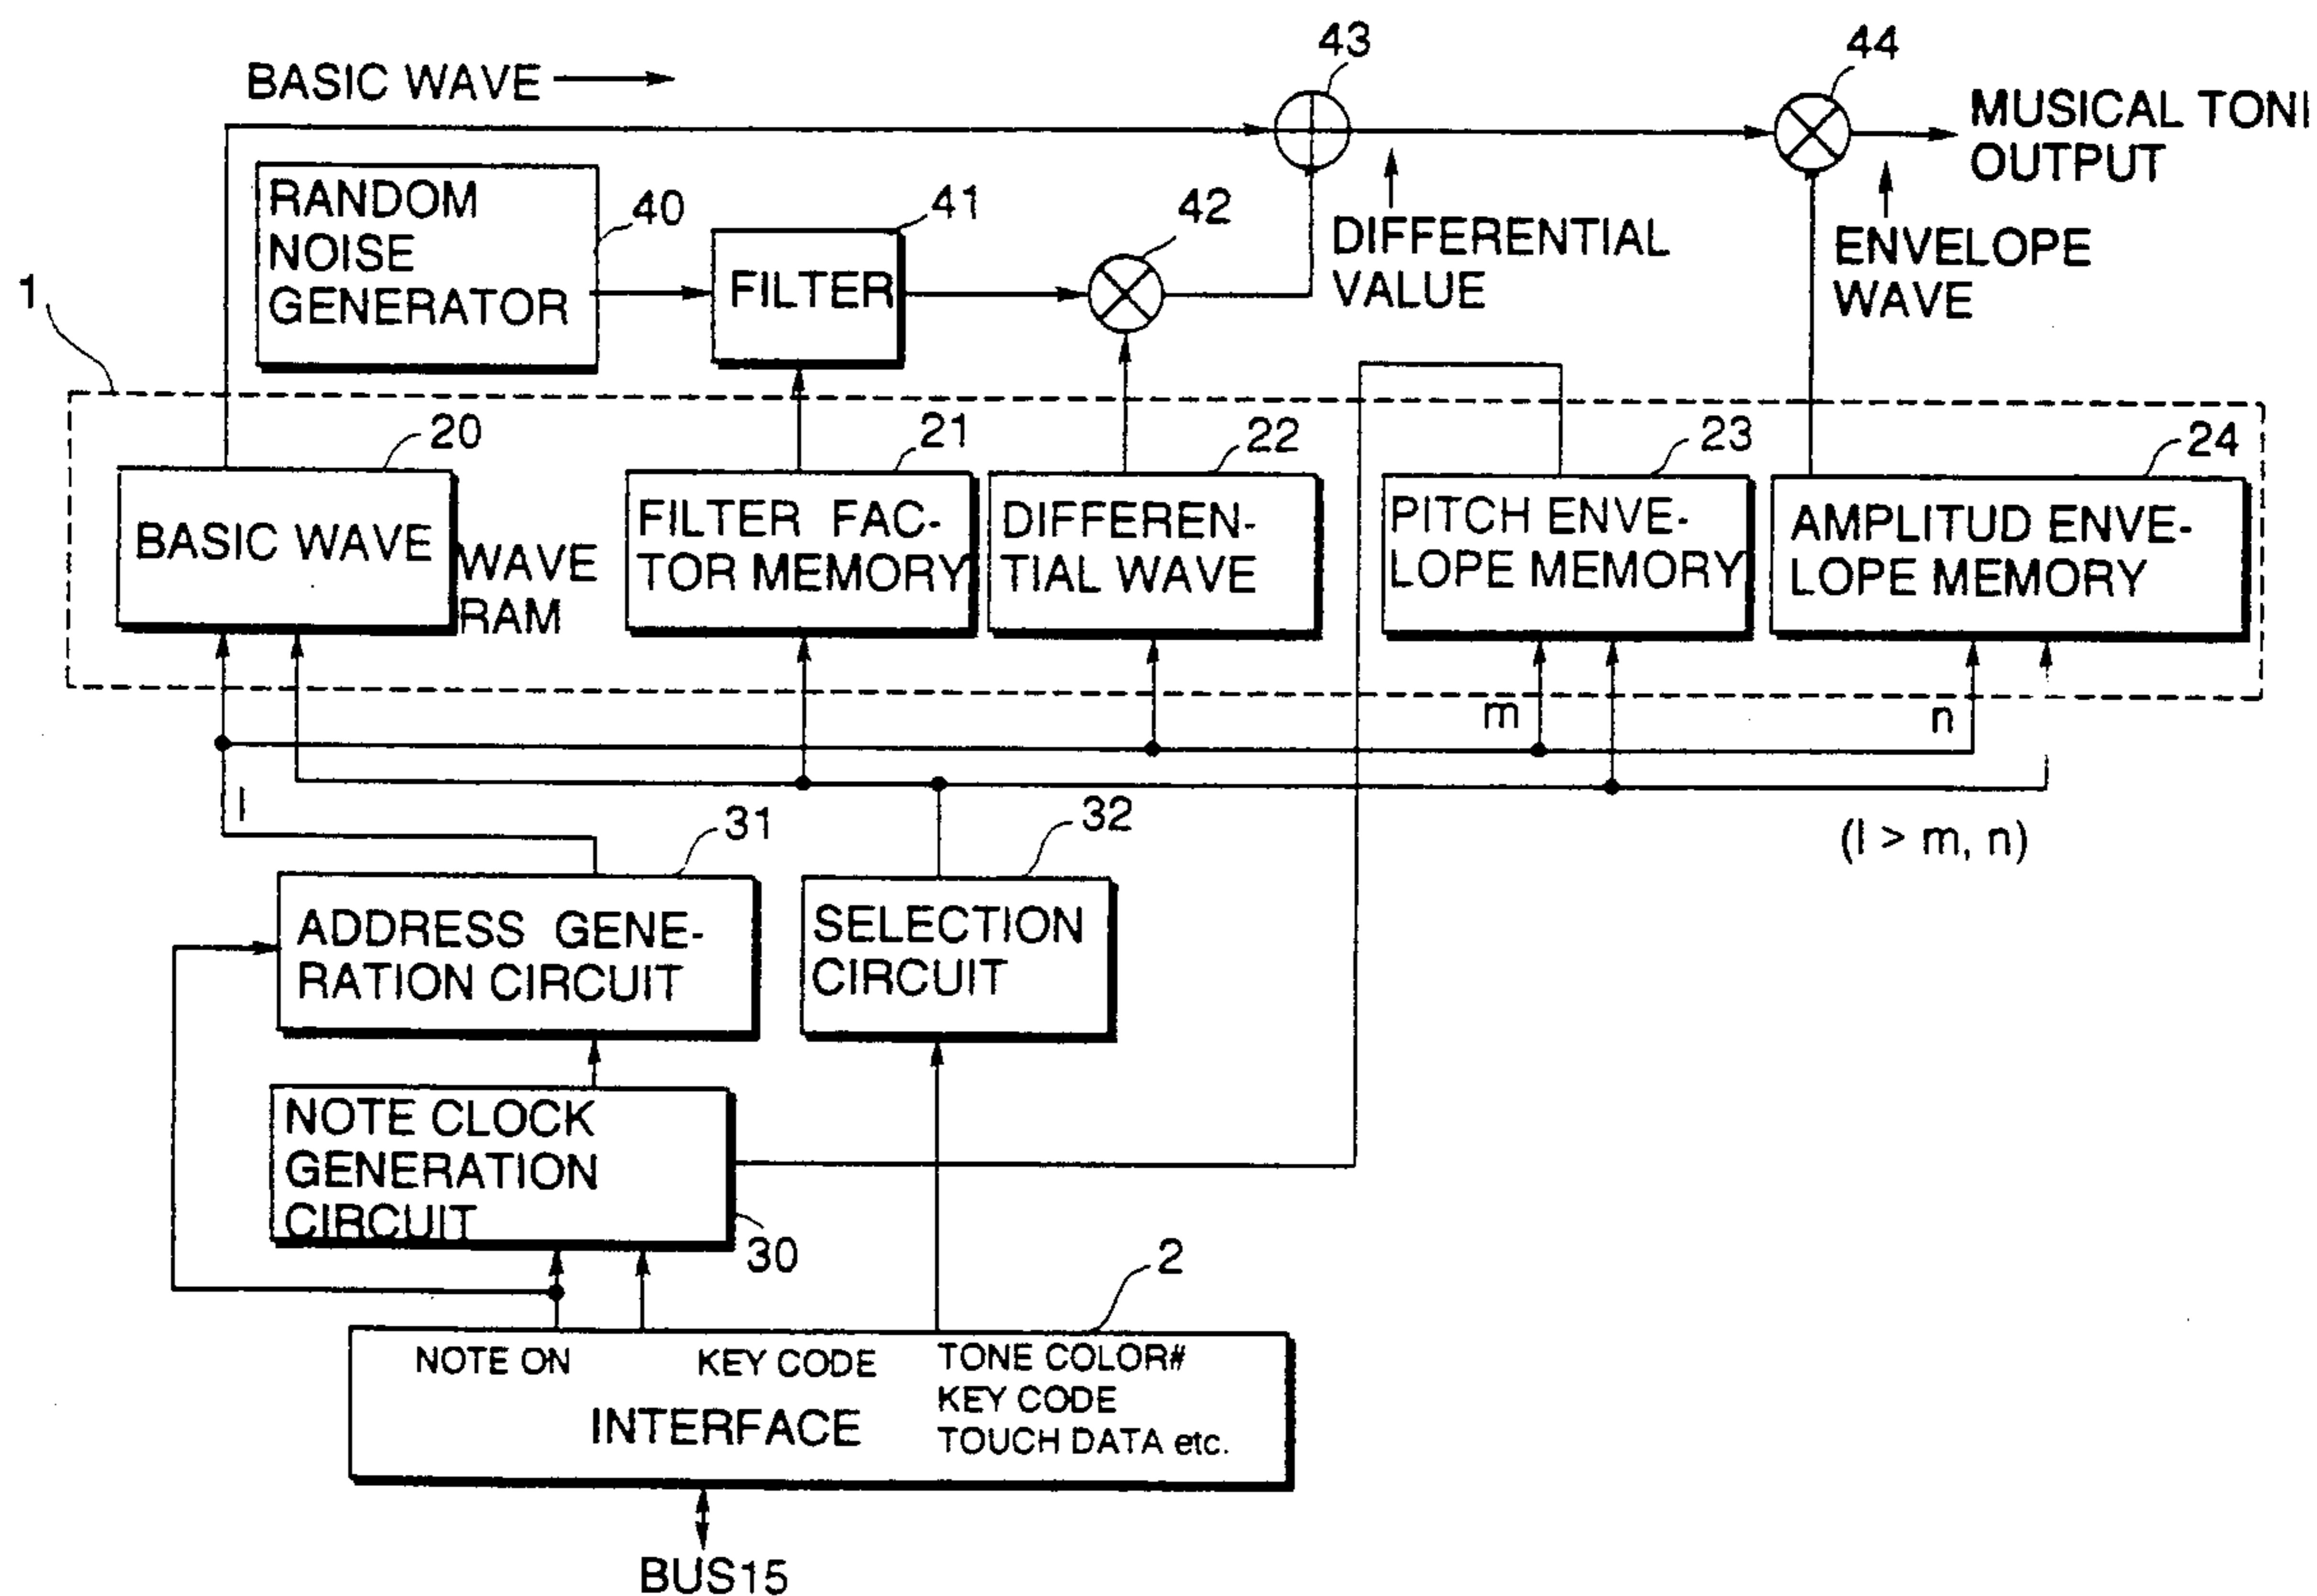 43
44
BASIC WAVE
MUSICAL TONI
OUTPUT
RANDOM
NOISE
GENERATOR
40
41
42
FILTER
DIFFERENTIAL
VALUE
ENVELOPE
WAVE
1
20
21
22
23
24
BASIC WAVE
WAVE
RAM
FILTER FAC-
TOR MEMORY
DIFFEREN-
TIAL WAVE
PITCH ENVE-
LOPE MEMORY
AMPLITUD ENVE-
LOPE MEMORY
m
n
l
31
32
(l > m, n)
ADDRESS GENE-
RATION CIRCUIT
SELECTION
CIRCUIT
NOTE CLOCK
GENERATION
CIRCUIT
30
2
NOTE ON
KEY CODE
TONE COLOR#
KEY CODE
TOUCH DATA etc.
INTERFACE
BUS15